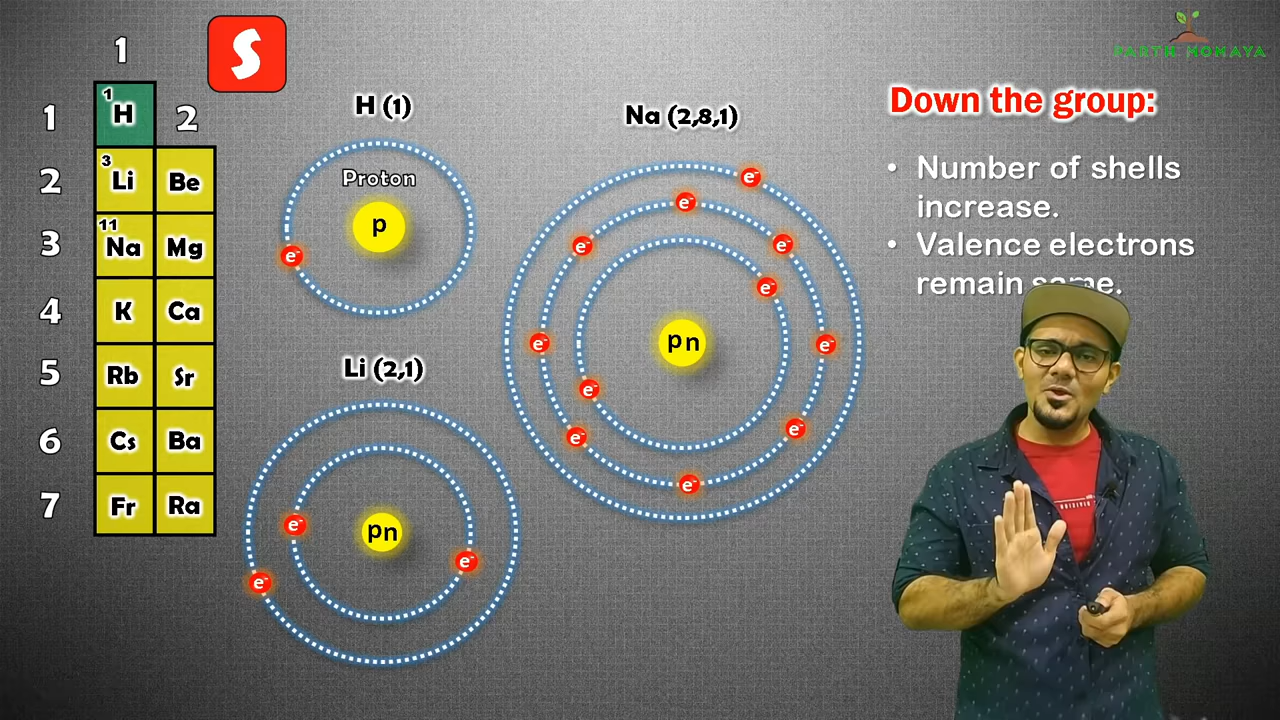 PARTH MOMAYA
S
1
1
1
H
2
2
3
Li
Be
3
11
Na
Mg
4
K
Ca
5
Rb
Sr
6
Cs
Ba
7
Fr
Ra
H (1)
Proton
p
e-
Li (2,1)
pn
e-
e-
e-
Na (2,8,1)
e-
e-
e-
e-
e-
pn
e-
e-
e-
e-
e-
e-
Down the group:
• Number of shells
increase.
• Valence electrons
remain same.